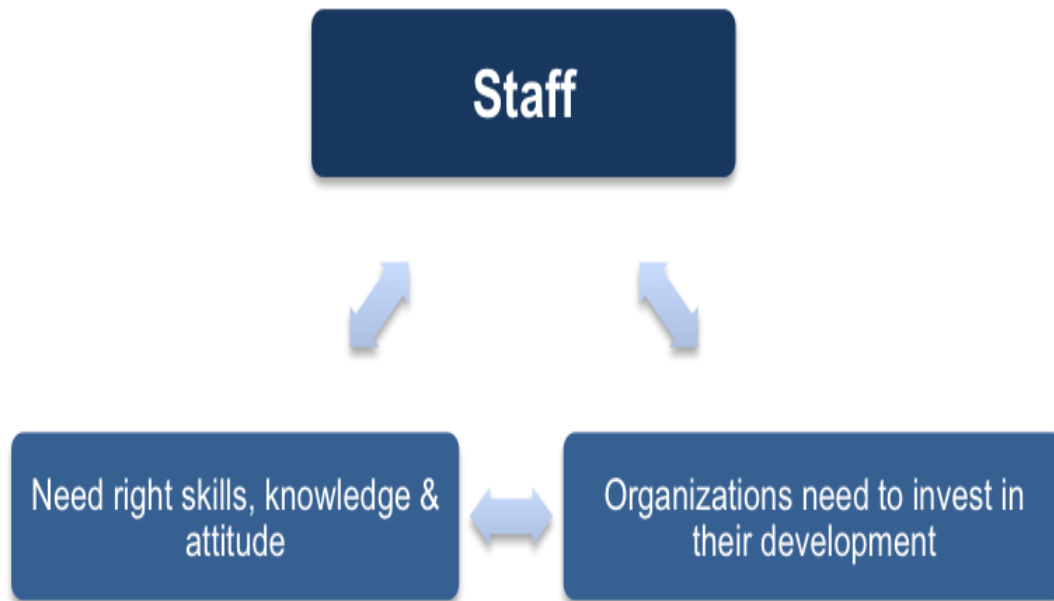 Staff
Need right skills, knowledge &
attitude
Organizations need to invest in
their development